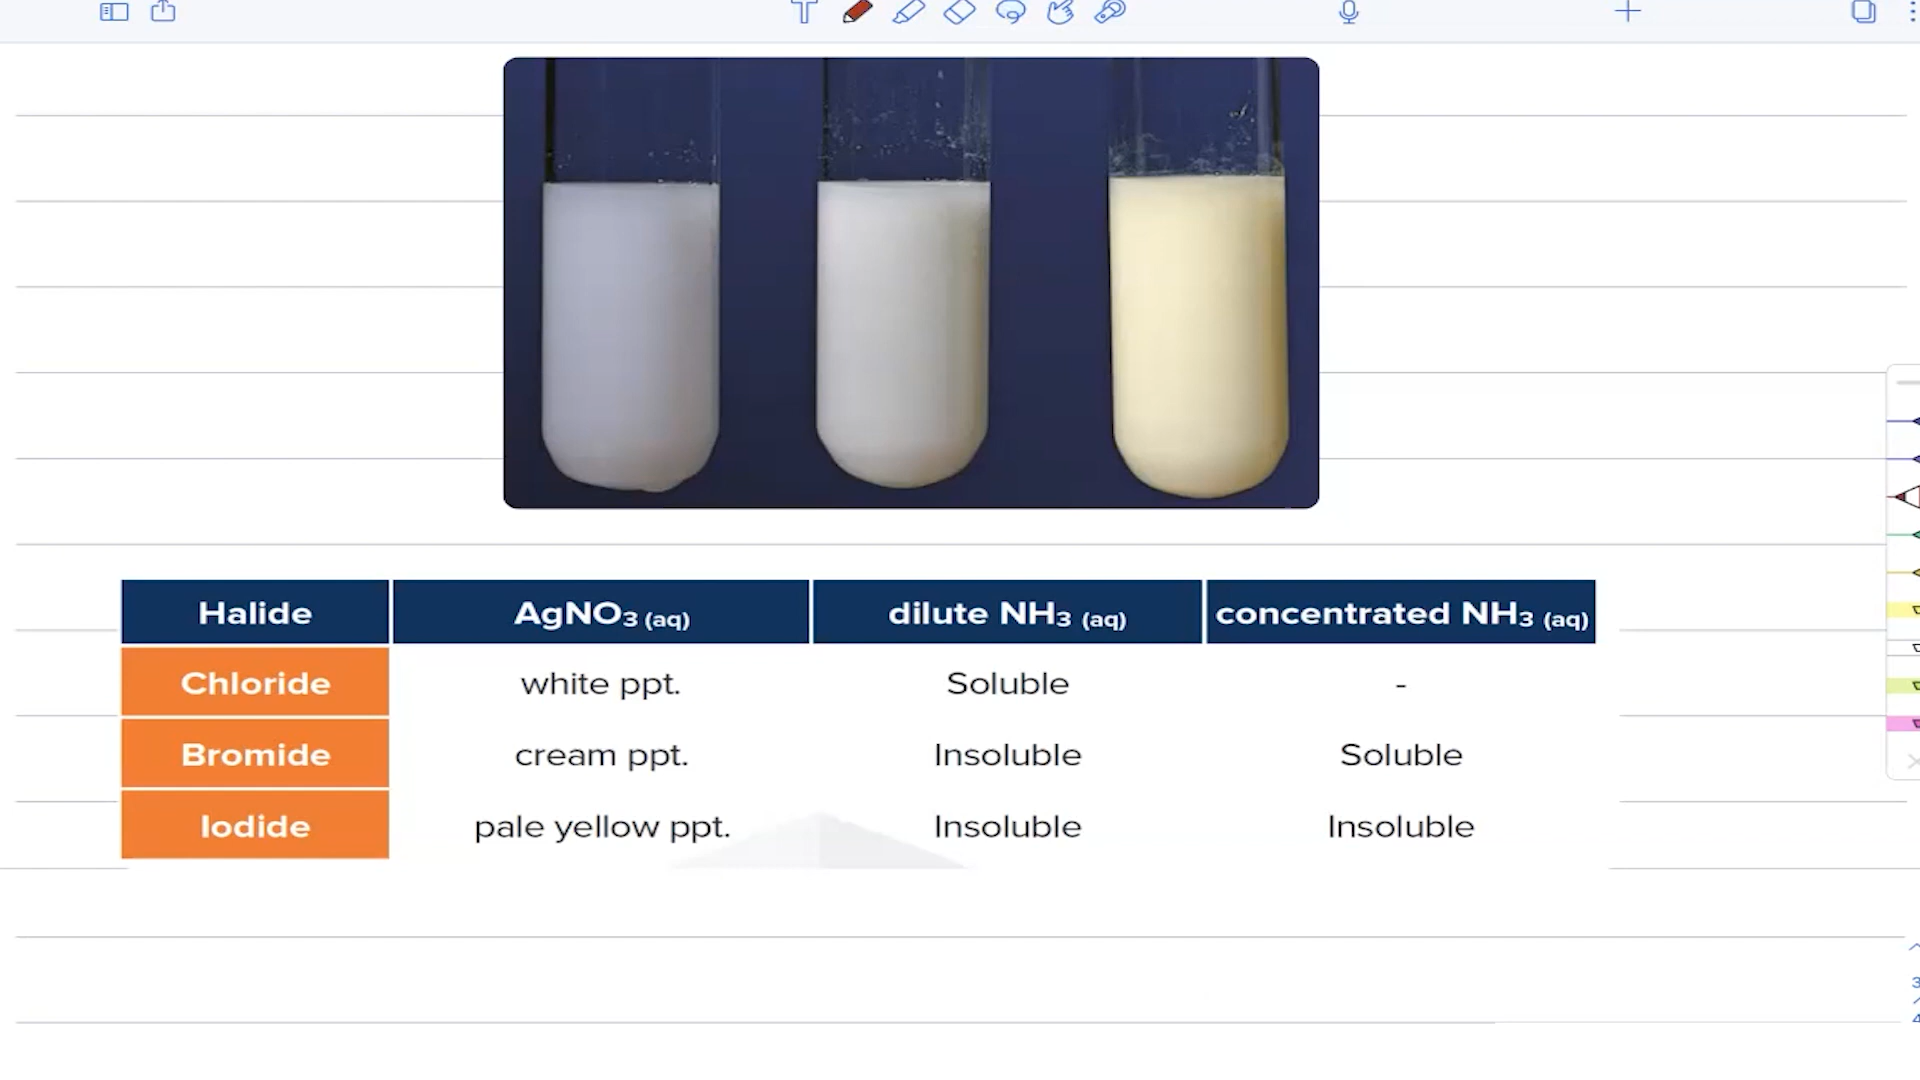 Halide AgNO₃ (aq) dilute NH₃ (aq) concentrated NH₃ (aq)
Chloride white ppt. Soluble -
Bromide cream ppt. Insoluble Soluble
Iodide pale yellow ppt. Insoluble Insoluble